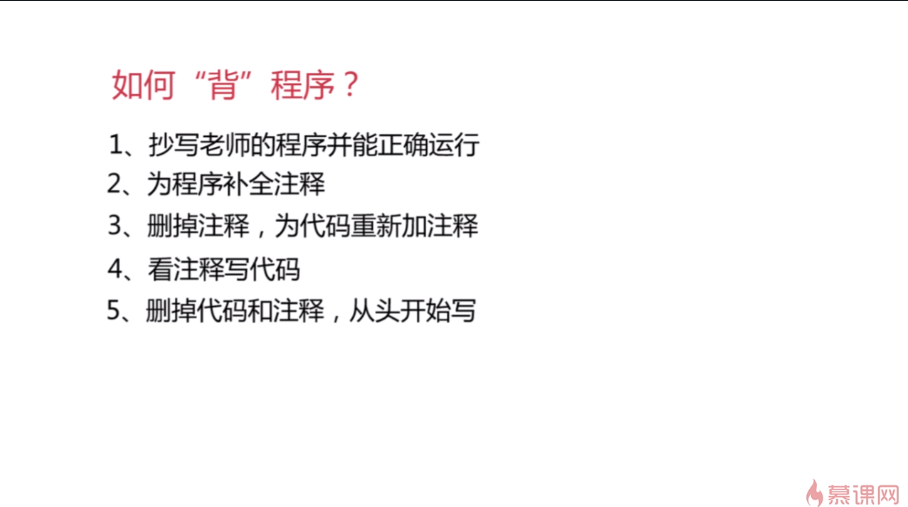 如何“背”程序？
1、抄写老师的程序并能正确运行
2、为程序补全注释
3、删掉注释，为代码重新加注释
4、看注释写代码
5、删掉代码和注释，从头开始写
慕课网